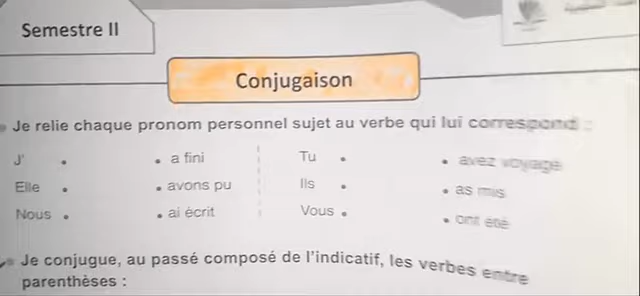 Semestre II
Conjugaison
Je relie chaque pronom personnel sujet au verbe qui lui correspond :
J' • • a fini Tu • • avez voyagé
Elle • • avons pu Ils • • as mis
Nous • • ai écrit Vous • • ont été
Je conjugue, au passé composé de l'indicatif, les verbes entre
parenthèses :